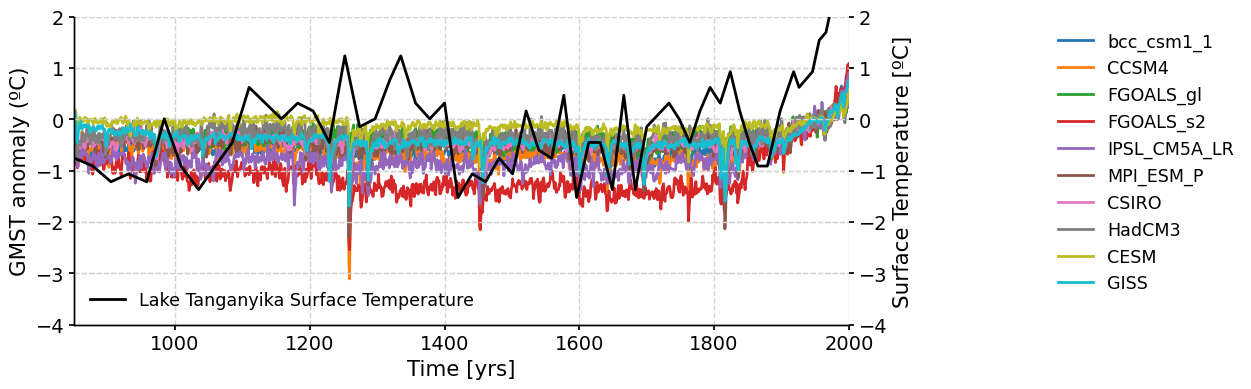 GMST anomaly (ºC)
2
1
0
−1
−2
−3
−4
2
1
0
−1
−2
−3
−4
Surface Temperature [ºC]
1000 1200 1400 1600 1800 2000
Time [yrs]
Lake Tanganyika Surface Temperature
bcc_csm1_1
CCSM4
FGOALS_gl
FGOALS_s2
IPSL_CM5A_LR
MPI_ESM_P
CSIRO
HadCM3
CESM
GISS